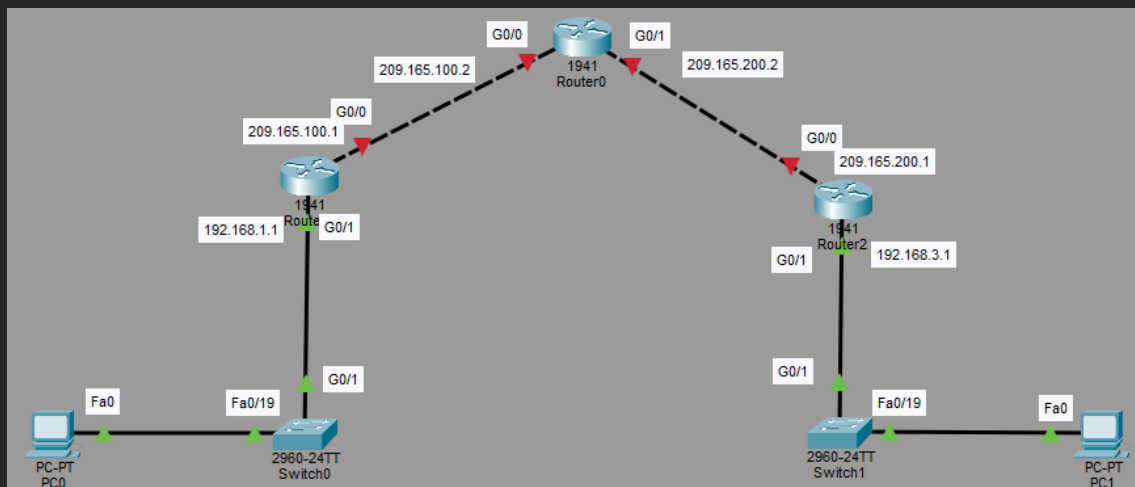 G0/0
G0/1
1941
Router0
209.165.100.2
209.165.200.2
G0/0
209.165.100.1
G0/0
209.165.200.1
1941
192.168.1.1
G0/1
1941
Router2
G0/1
192.168.3.1
G0/1
G0/1
Fa0
Fa0/19
Fa0/19
Fa0
PC-PT
PC0
2960-24TT
Switch0
2960-24TT
Switch1
PC-PT
PC1